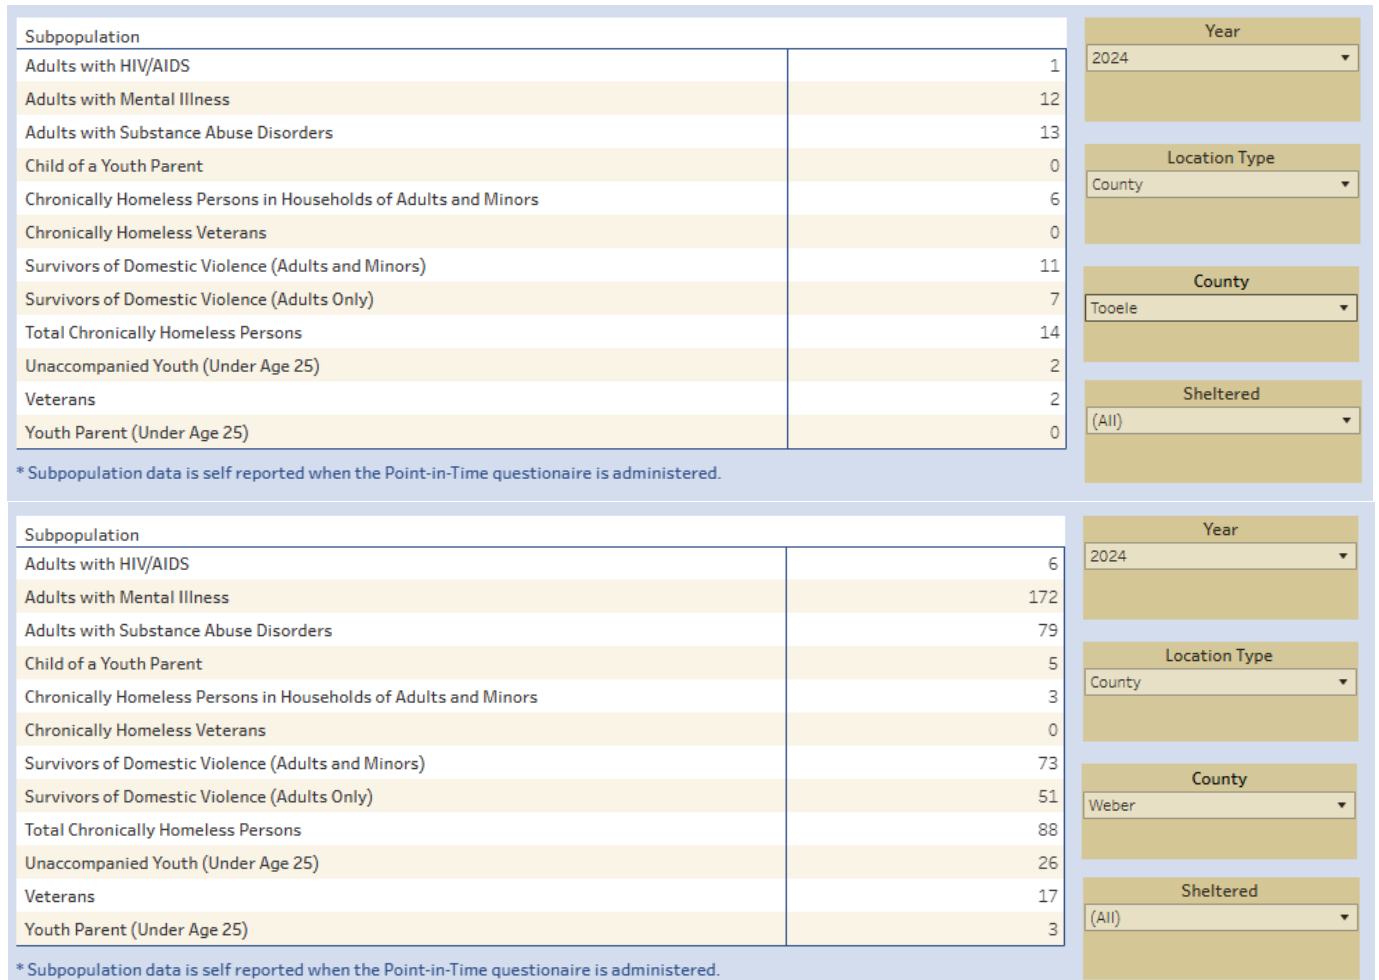 Subpopulation
Adults with HIV/AIDS 1
Adults with Mental Illness 12
Adults with Substance Abuse Disorders 13
Child of a Youth Parent 0
Chronically Homeless Persons in Households of Adults and Minors 6
Chronically Homeless Veterans 0
Survivors of Domestic Violence (Adults and Minors) 11
Survivors of Domestic Violence (Adults Only) 7
Total Chronically Homeless Persons 14
Unaccompanied Youth (Under Age 25) 2
Veterans 2
Youth Parent (Under Age 25) 0
* Subpopulation data is self reported when the Point-in-Time questionaire is administered.
Year
2024
Location Type
County
County
Tooele
Sheltered
(All)
Subpopulation
Adults with HIV/AIDS 6
Adults with Mental Illness 172
Adults with Substance Abuse Disorders 79
Child of a Youth Parent 5
Chronically Homeless Persons in Households of Adults and Minors 3
Chronically Homeless Veterans 0
Survivors of Domestic Violence (Adults and Minors) 73
Survivors of Domestic Violence (Adults Only) 51
Total Chronically Homeless Persons 88
Unaccompanied Youth (Under Age 25) 26
Veterans 17
Youth Parent (Under Age 25) 3
* Subpopulation data is self reported when the Point-in-Time questionaire is administered.
Year
2024
Location Type
County
County
Weber
Sheltered
(All)